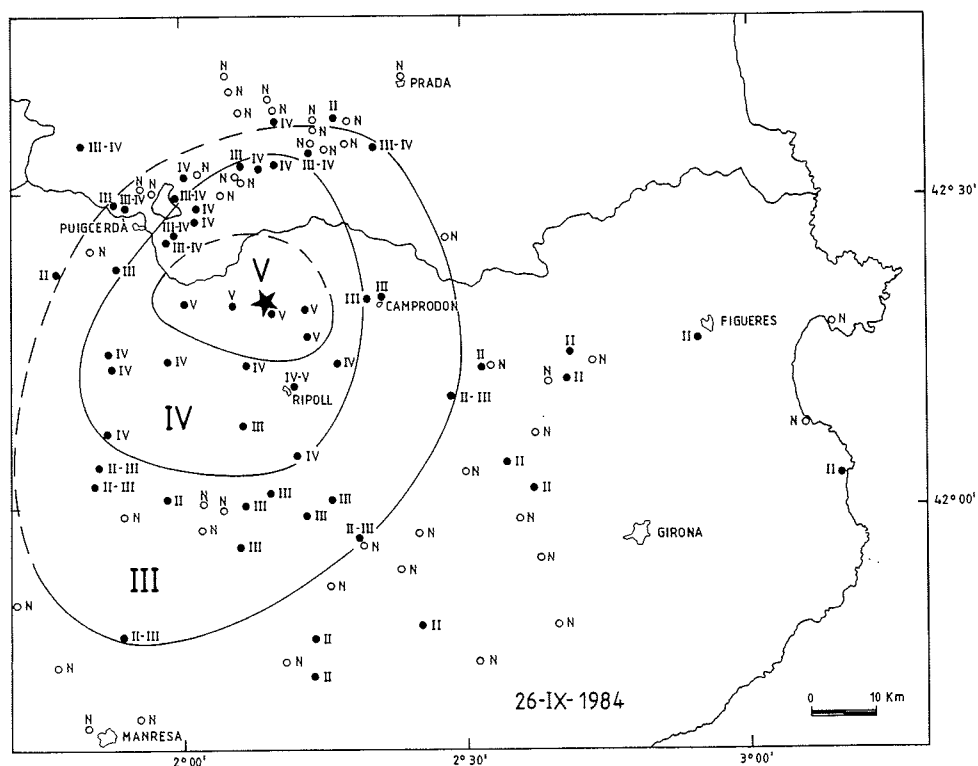 N
N
N
PRADA
N
N
N
N
II
N
IV
N
III-IV
N
N
N
III-IV
III
IV
IV
III-IV
IV
N
N
N
N
N
N
42° 30'
III
III-IV
III-IV
IV
PUIGCERDÀ
IV
III-IV
III-IV
N
N
II
III
V
V
V
V
V
V
III
III
CAMPRODON
N
FIGUERES
II
IV
IV
IV
IV
IV
II
II
N
N
IV-V
RIPOLL
II
N
II-III
IV
III
IV
IV
N
N
II-III
II-III
N
II
II
II
II
N
N
III
III
III
III
42° 00'
N
N
N
II-III
N
N
GIRONA
III
N
N
III
N
N
II-III
II
II
N
N
N
N
II
26-IX-1984
0 10 Km
N
N
MANRESA
2° 00'
2° 30'
3° 00'